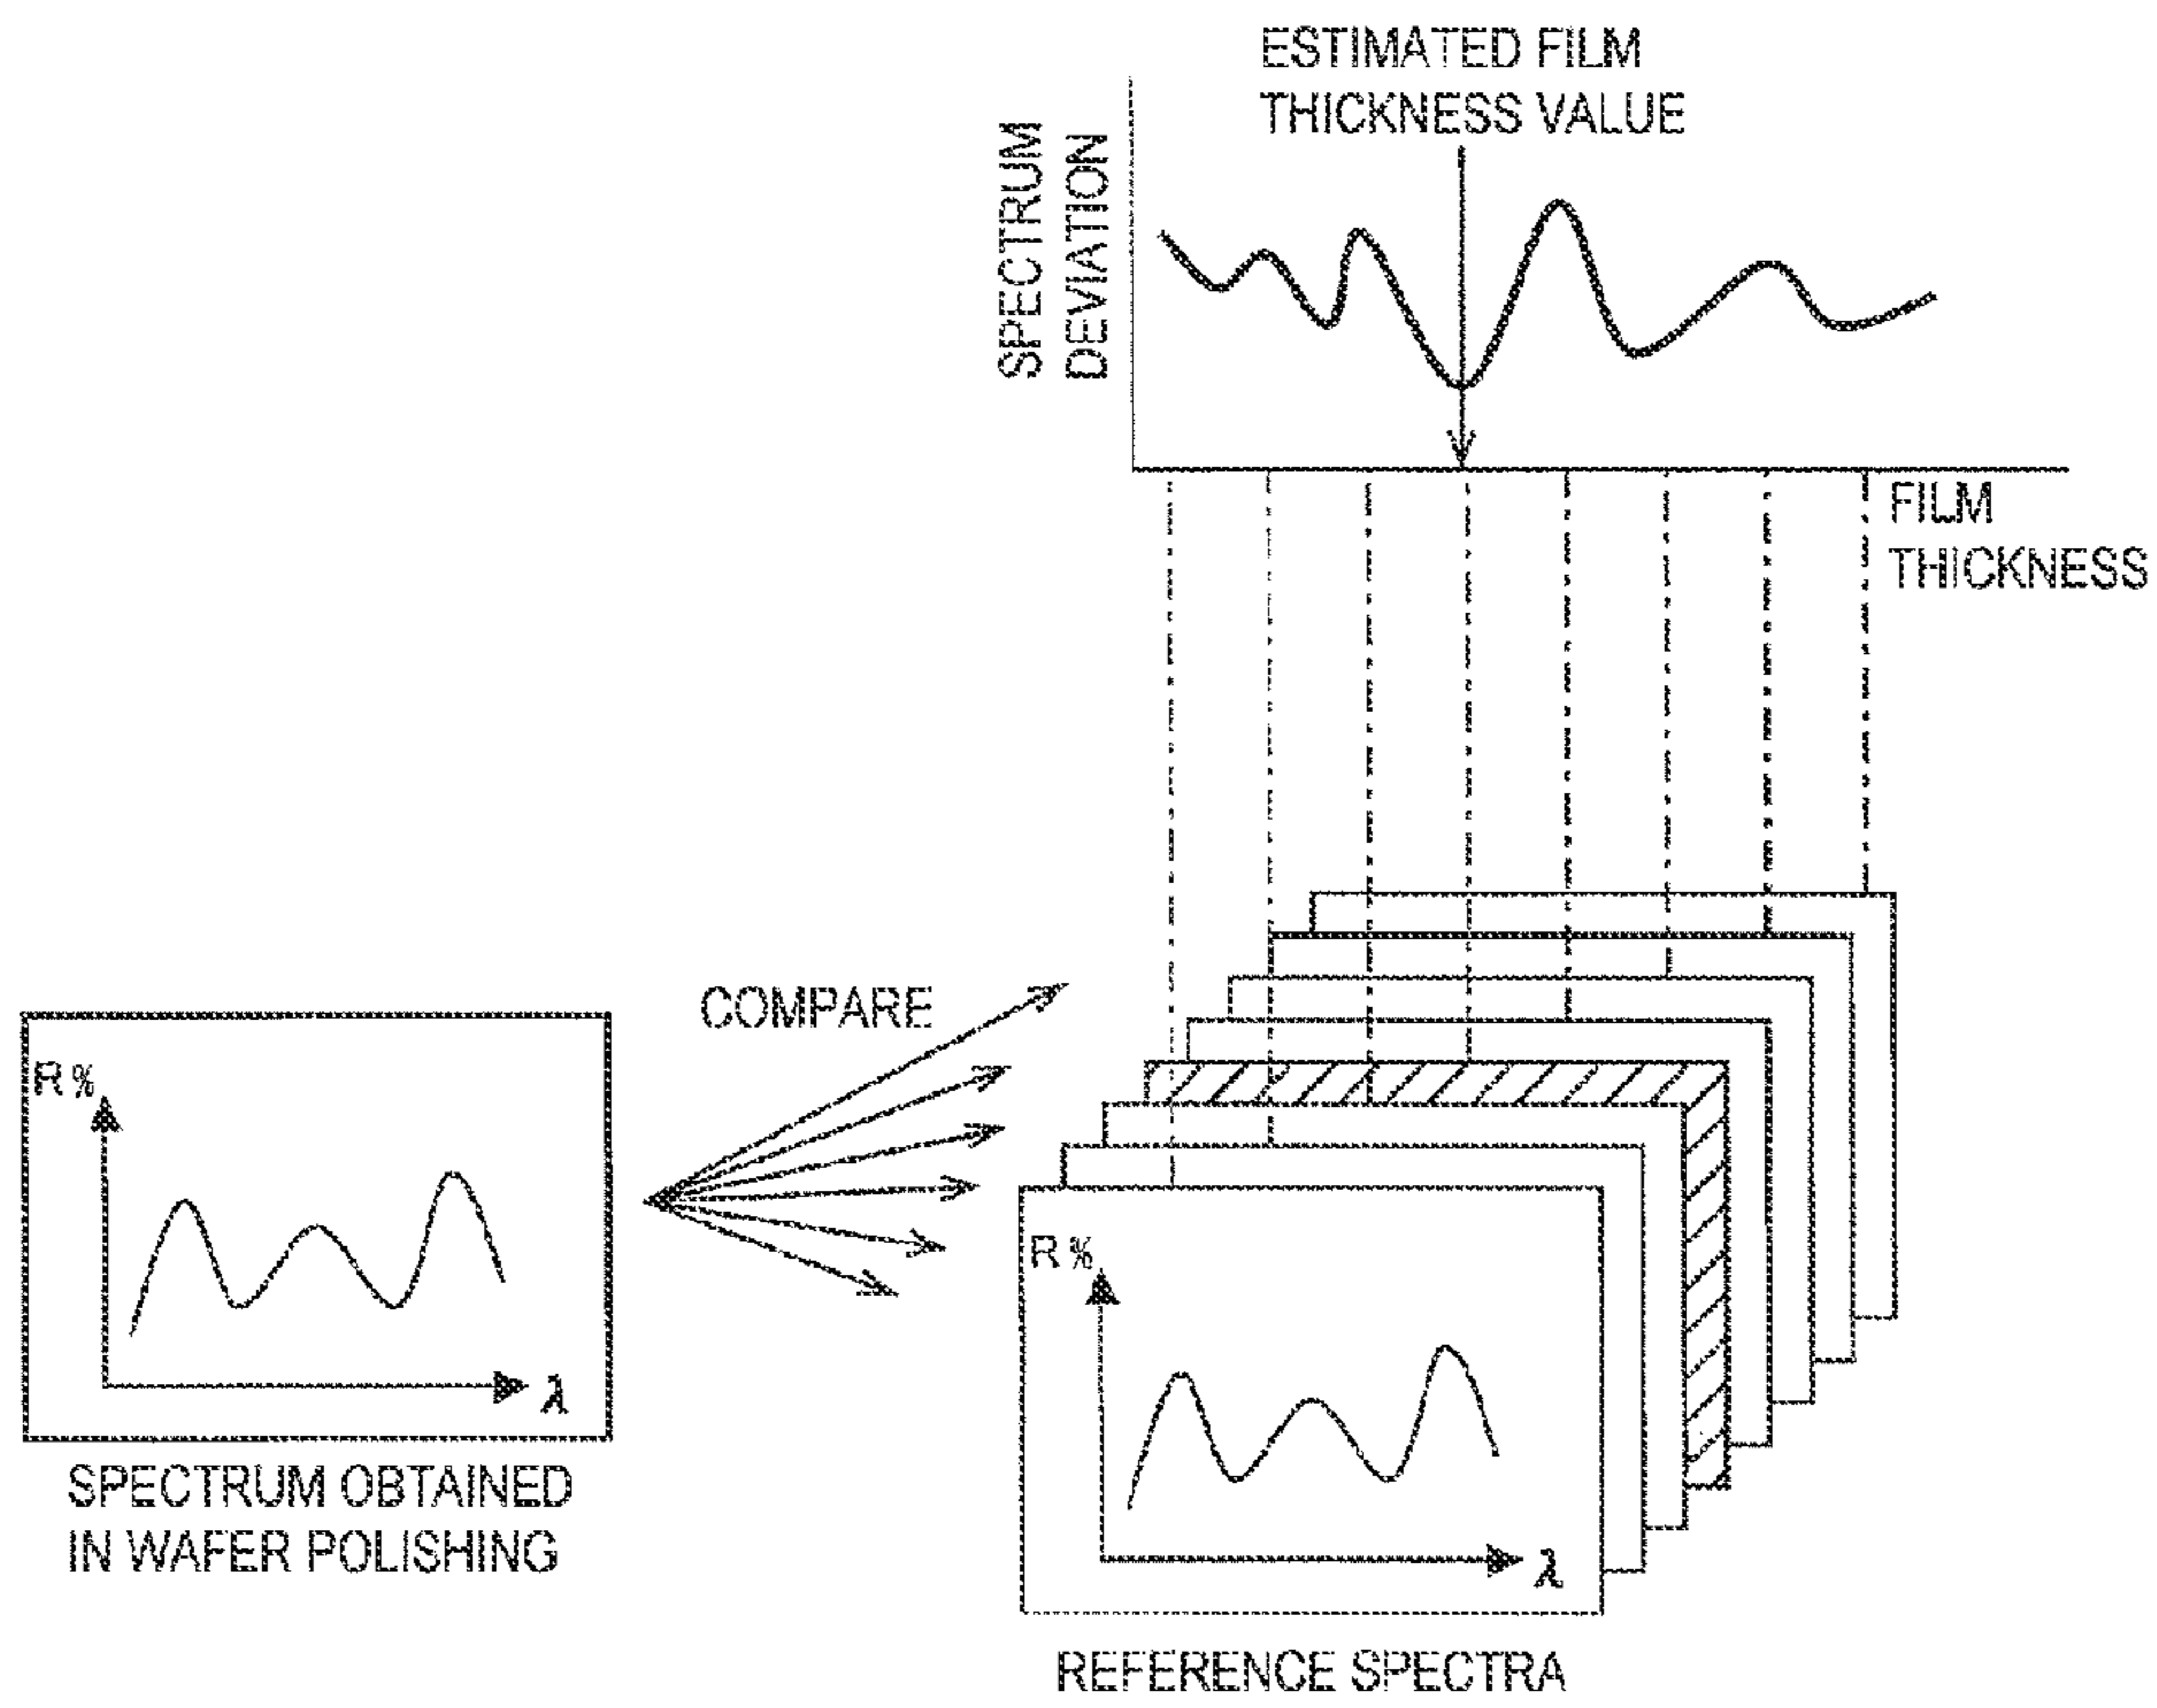 ESTIMATED FILM
THICKNESS VALUE
SPECTRUM
DEVIATION
FILM
THICKNESS
COMPARE
R%
λ
SPECTRUM OBTAINED
IN WAFER POLISHING
R%
λ
REFERENCE SPECTRA